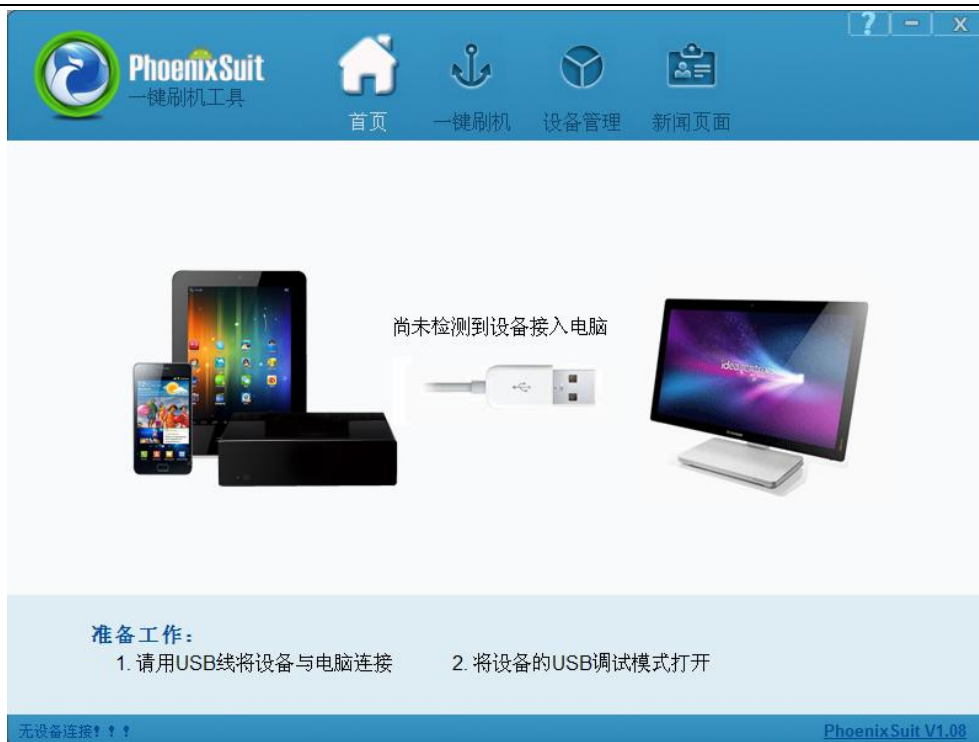 PhoenixSuit
一键刷机工具
首页
一键刷机
设备管理
新闻页面
? － x
尚未检测到设备接入电脑
准备工作：
1. 请用USB线将设备与电脑连接
2. 将设备的USB调试模式打开
无设备连接！！！
PhoenixSuit V1.08